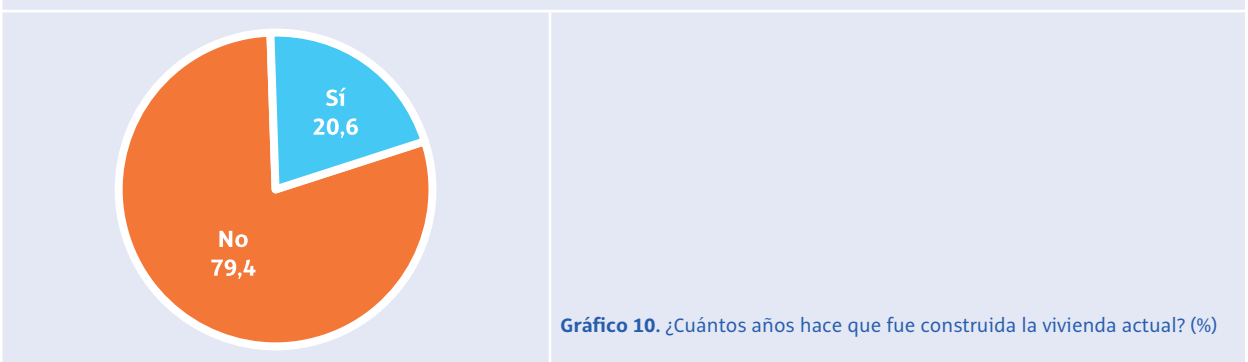 Sí
20,6
No
79,4
Gráfico 10. ¿Cuántos años hace que fue construida la vivienda actual? (%)